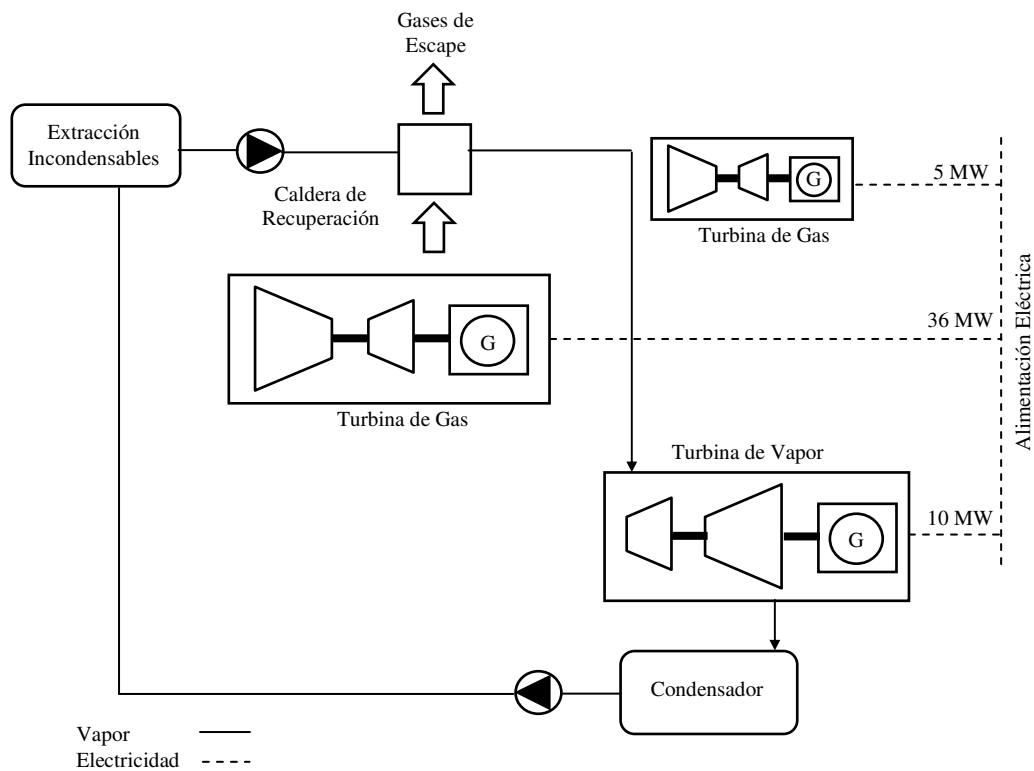 Gases de
Escape
Extracción
Incondensables
Caldera de
Recuperación
G
5 MW
Turbina de Gas
G
36 MW
Turbina de Gas
Alimentación Eléctrica
Turbina de Vapor
G
10 MW
Condensador
Vapor
Electricidad